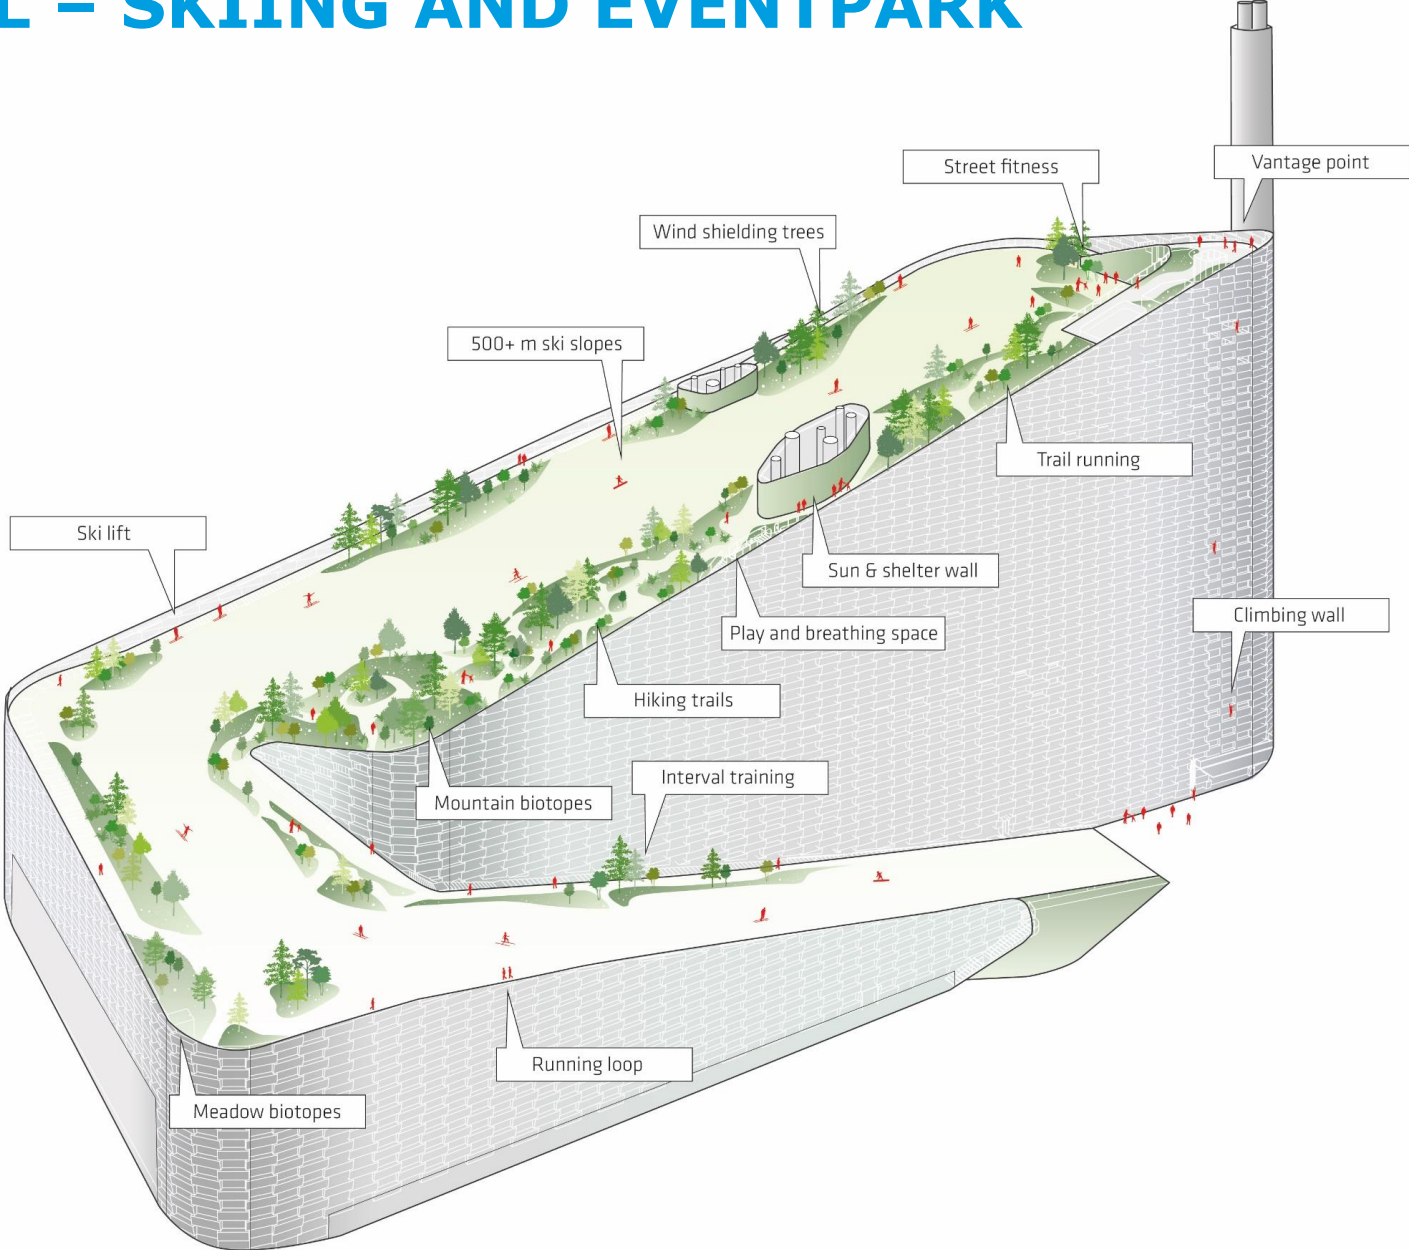 – SKIING AND EVENTPARK
Street fitness
Vantage point
Wind shielding trees
500+ m ski slopes
Trail running
Ski lift
Sun & shelter wall
Climbing wall
Play and breathing space
Hiking trails
Interval training
Mountain biotopes
Running loop
Meadow biotopes